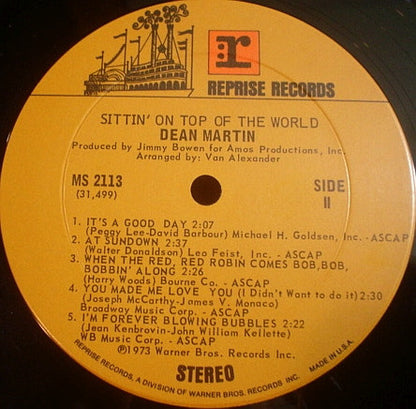 r:
REPRISE RECORDS
SITTIN' ON TOP OF THE WORLD
DEAN MARTIN
Produced by Jimmy Bowen for Amos Productions, Inc.
Arranged by: Van Alexander
MS 2113
(31,499)
SIDE
II
1. IT'S A GOOD DAY 2:07
(Peggy Lee-David Barbour) Michael H. Goldsen, Inc. - ASCAP
2. AT SUNDOWN 2:37
(Walter Donaldson) Leo Feist, Inc. - ASCAP
3. WHEN THE RED, RED ROBIN COMES BOB,BOB,
BOBBIN' ALONG 2:26
(Harry Woods) Bourne Co. - ASCAP
4. YOU MADE ME LOVE YOU (I Didn't Want to do it) 2:30
(Joseph McCarthy-James V. Monaco)
Broadway Music Corp. - ASCAP
5. I'M FOREVER BLOWING BUBBLES 2:22
(Jean Kenbrovin-John William Kellette)
WB Music Corp. - ASCAP
℗1973 Warner Bros. Records Inc.
STEREO
REPRISE RECORDS, A DIVISION OF WARNER BROS. RECORDS INC. MADE IN U.S.A.